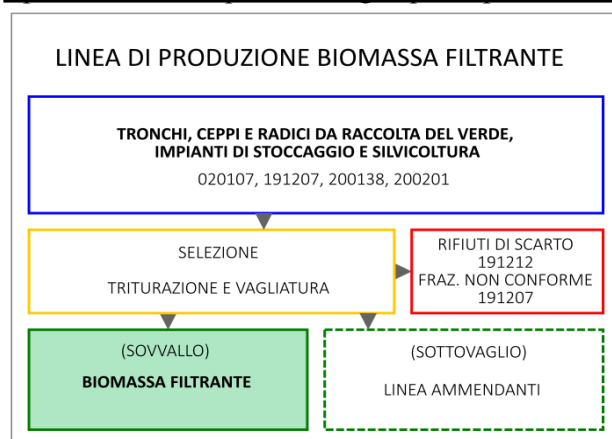 LINEA DI PRODUZIONE BIOMASSA FILTRANTE
TRONCHI, CEPPI E RADICI DA RACCOLTA DEL VERDE,
IMPIANTI DI STOCCAGGIO E SILVICOLTURA
020107, 191207, 200138, 200201
SELEZIONE
TRITURAZIONE E VAGLIATURA
RIFIUTI DI SCARTO
191212
FRAZ. NON CONFORME
191207
(SOVVALLO)
BIOMASSA FILTRANTE
(SOTTOVAGLIO)
LINEA AMMENDANTI